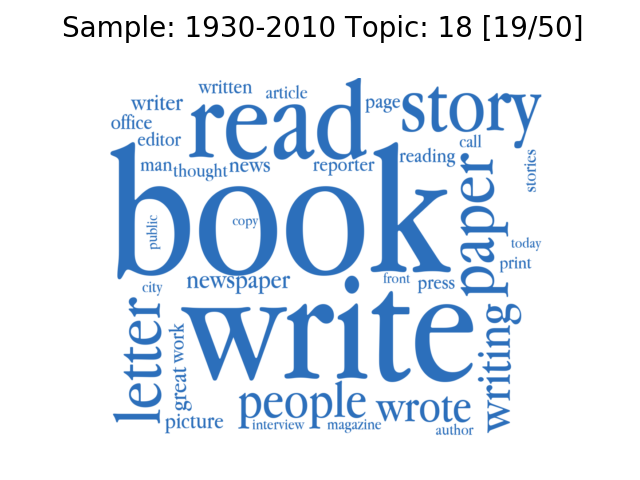 Sample: 1930-2010 Topic: 18 [19/50]
written
article
writer
read
page
story
office
editor
call
man
thought
news
reporter
reading
stories
book
public
copy
paper
today
print
city
newspaper
front
press
letter
write
writing
great
work
people
wrote
picture
interview
magazine
author